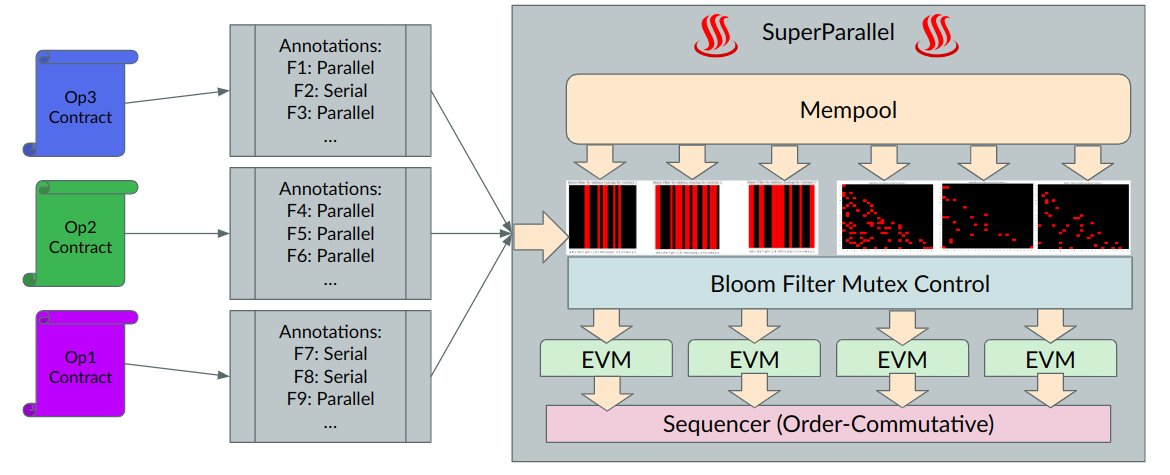 Op3
Contract
Annotations:
F1: Parallel
F2: Serial
F3: Parallel
...
Op2
Contract
Annotations:
F4: Parallel
F5: Parallel
F6: Parallel
...
Op1
Contract
Annotations:
F7: Serial
F8: Serial
F9: Parallel
...
SuperParallel
Mempool
Bloom Filter Mutex Control
EVM
EVM
EVM
EVM
Sequencer (Order-Commutative)